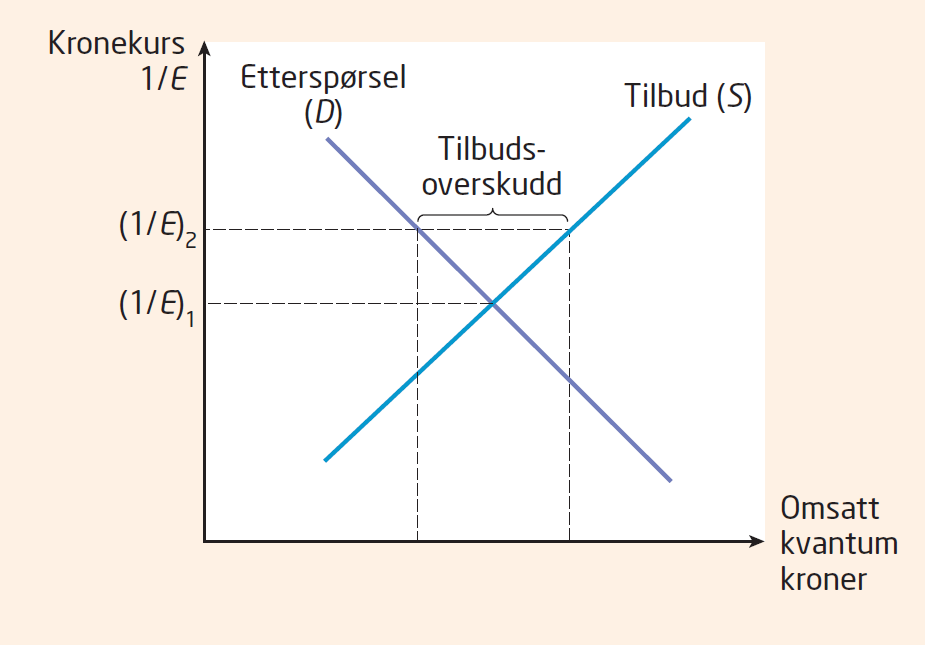 Kronekurs
1/E
Etterspørsel
(D)
Tilbud (S)
Tilbuds-
overskudd
(1/E)2
(1/E)1
Omsatt
kvantum
kroner